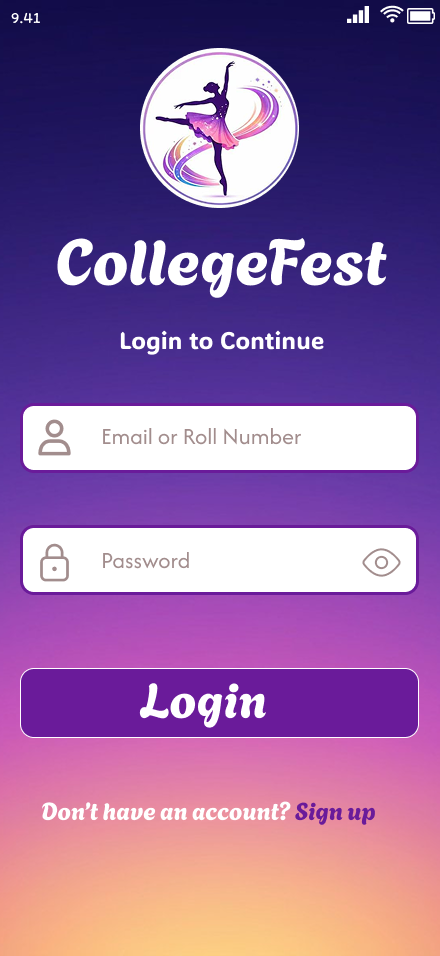 9.41
CollegeFest
Login to Continue
Email or Roll Number
Password
Login
Don't have an account? Sign up